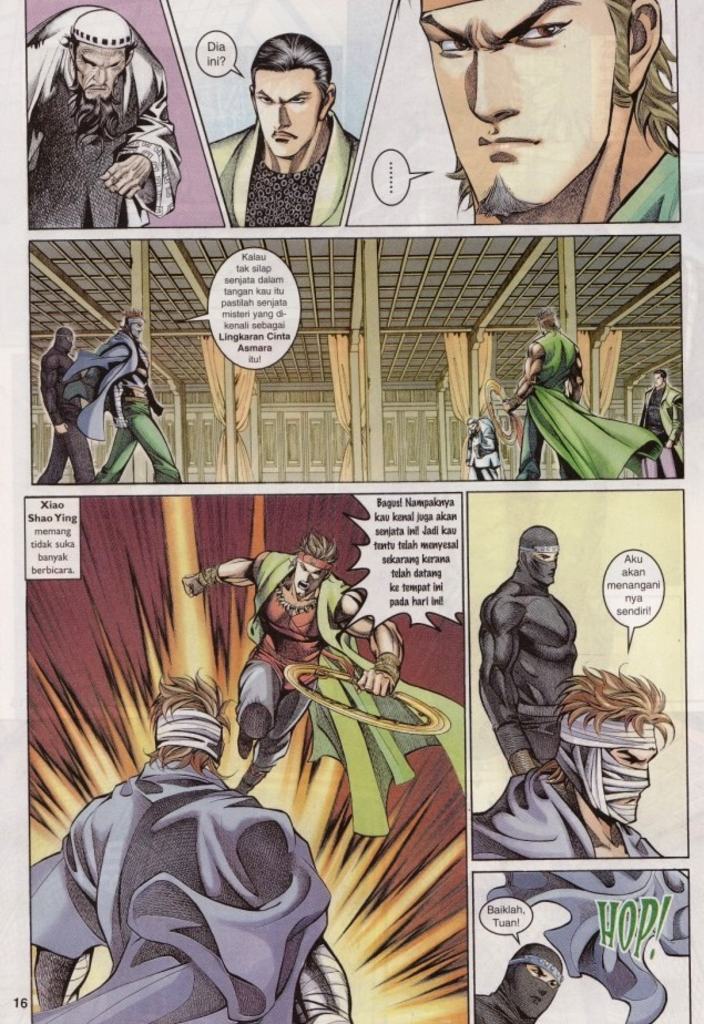 Dia
ini?
........
Kalau
tak silap
senjata dalam
tangan kau itu
pastilah senjata
misteri yang di-
kenali sebagai
Lingkaran Cinta
Asmara
itu!
Xiao
Shao Ying
memang
tidak suka
banyak
berbicara.
Bagus! Nampaknya
kau kenal juga akan
senjata ini! Jadi kau
tentu telah menyesal
sekarang kerana
telah datang
ke tempat ini
pada hari ini!
Aku
akan
menangani
nya
sendiri!
Baiklah,
Tuan!
HOP!
16